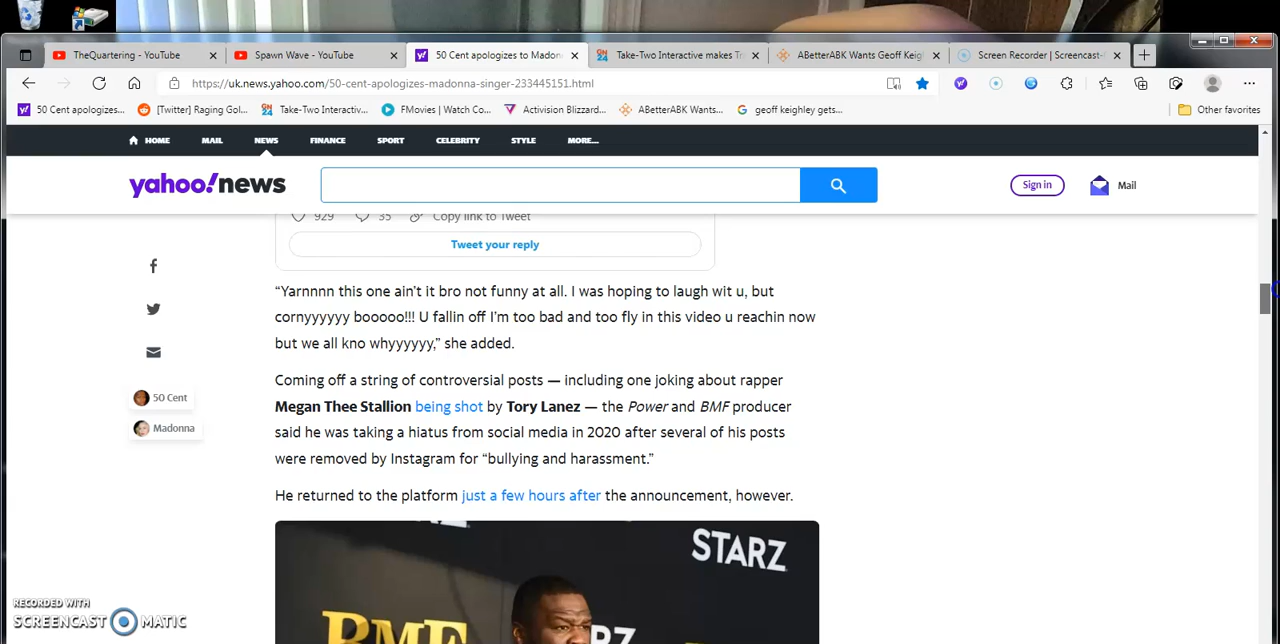 TheQuartering - YouTube
Spawn Wave - YouTube
50 Cent apologizes to Madon
Take-Two Interactive makes Tr
ABetterABK Wants Geoff Keigl
Screen Recorder | Screencast-
https://uk.news.yahoo.com/50-cent-apologizes-madonna-singer-233445151.html
50 Cent apologizes...
[Twitter] Raging Gol...
Take-Two Interactiv...
FMovies | Watch Co...
Activision Blizzard...
ABetterABK Wants...
geoff keighley gets...
Other favorites
HOME MAIL NEWS FINANCE SPORT CELEBRITY STYLE MORE...
yahoo!news
Sign in
Mail
929 35 Copy link to Tweet
Tweet your reply
“Yarnnnn this one ain’t it bro not funny at all. I was hoping to laugh wit u, but
cornyyyyyy booooo!!! U fallin off I’m too bad and too fly in this video u reachin now
but we all kno whyyyyyy,” she added.
50 Cent
Madonna
Coming off a string of controversial posts — including one joking about rapper
Megan Thee Stallion being shot by Tory Lanez — the Power and BMF producer
said he was taking a hiatus from social media in 2020 after several of his posts
were removed by Instagram for “bullying and harassment.”
He returned to the platform just a few hours after the announcement, however.
STARZ
BMF
RECORDED WITH
SCREENCAST MATIC